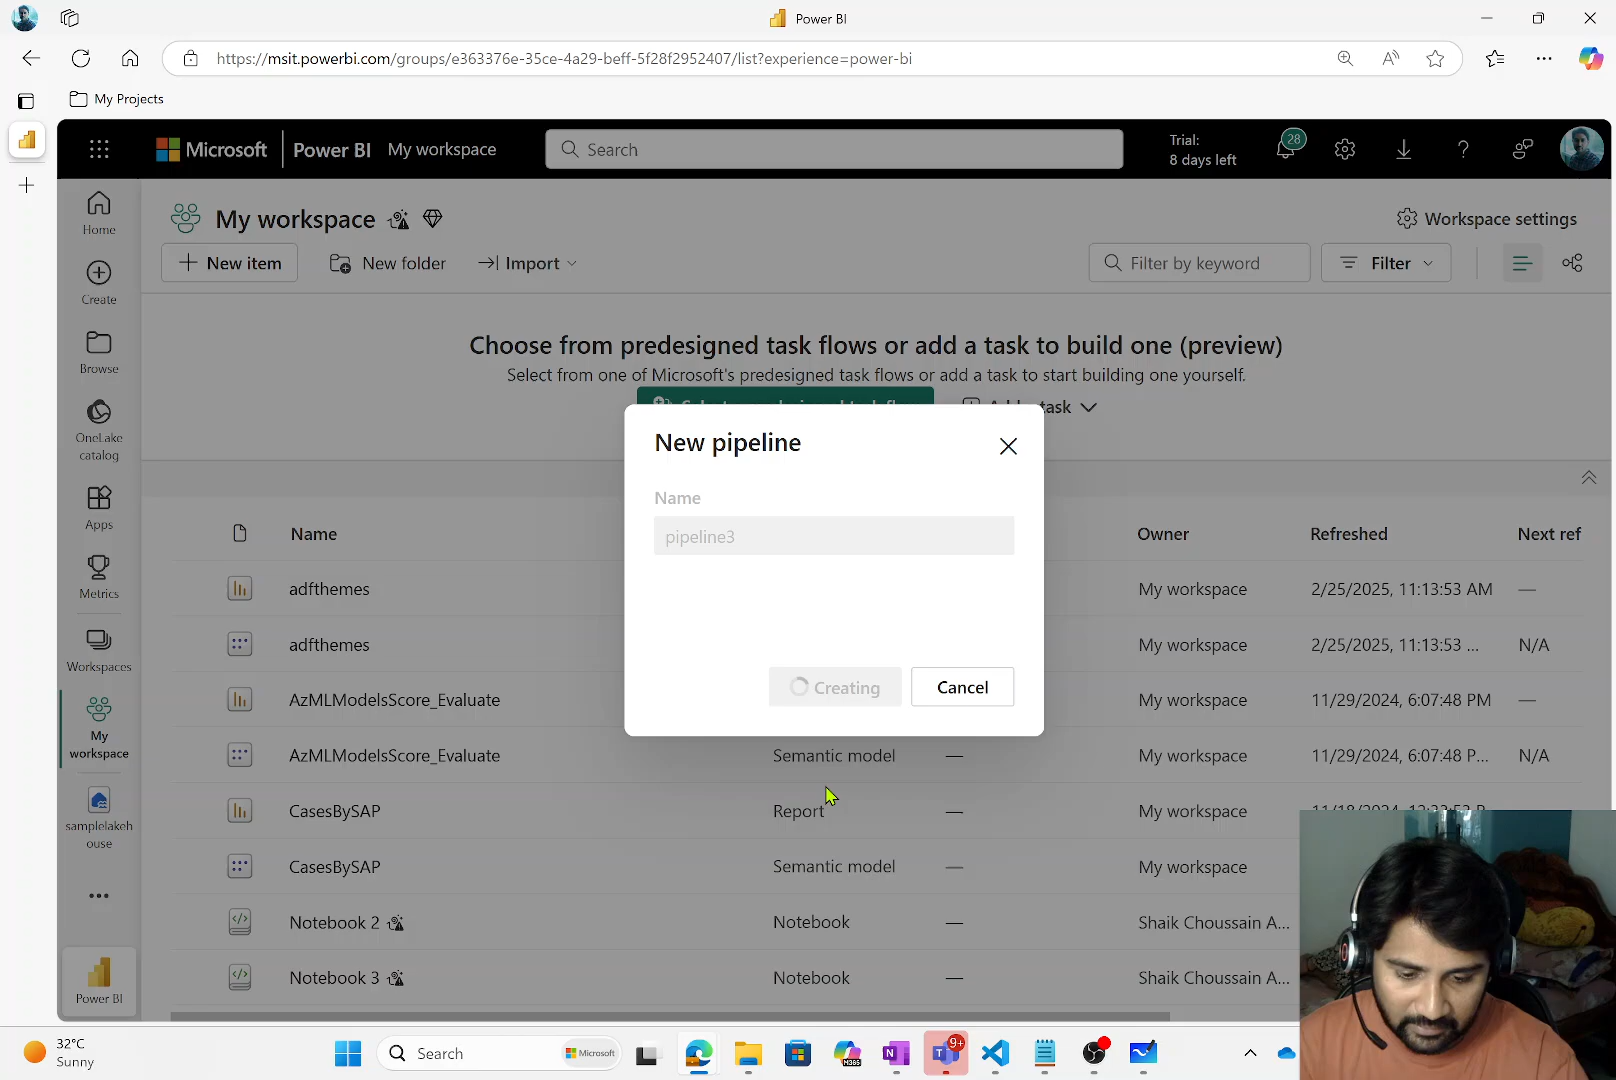 Power BI
https://msit.powerbi.com/groups/e363376e-35ce-4a29-beff-5f28f2952407/list?experience=power-bi
My Projects
Microsoft Power BI My workspace
Search
Trial:
8 days left
28
Home
Create
Browse
OneLake
catalog
Apps
Metrics
Workspaces
My
workspace
samplelakeh
ouse
Power BI
My workspace
Workspace settings
New item
New folder
Import
Filter by keyword
Filter
Choose from predesigned task flows or add a task to build one (preview)
Select from one of Microsoft's predesigned task flows or add a task to start building one yourself.
task
New pipeline
Name
pipeline3
Creating
Cancel
Name Owner Refreshed Next ref
adfthemes My workspace 2/25/2025, 11:13:53 AM —
adfthemes My workspace 2/25/2025, 11:13:53 ... N/A
AzMLModelsScore_Evaluate My workspace 11/29/2024, 6:07:48 PM —
AzMLModelsScore_Evaluate Semantic model — My workspace 11/29/2024, 6:07:48 P... N/A
CasesBySAP Report — My workspace
CasesBySAP Semantic model — My workspace
Notebook 2 Notebook — Shaik Choussain A...
Notebook 3 Notebook — Shaik Choussain A...
32°C
Sunny
Search
Microsoft
M365
9+